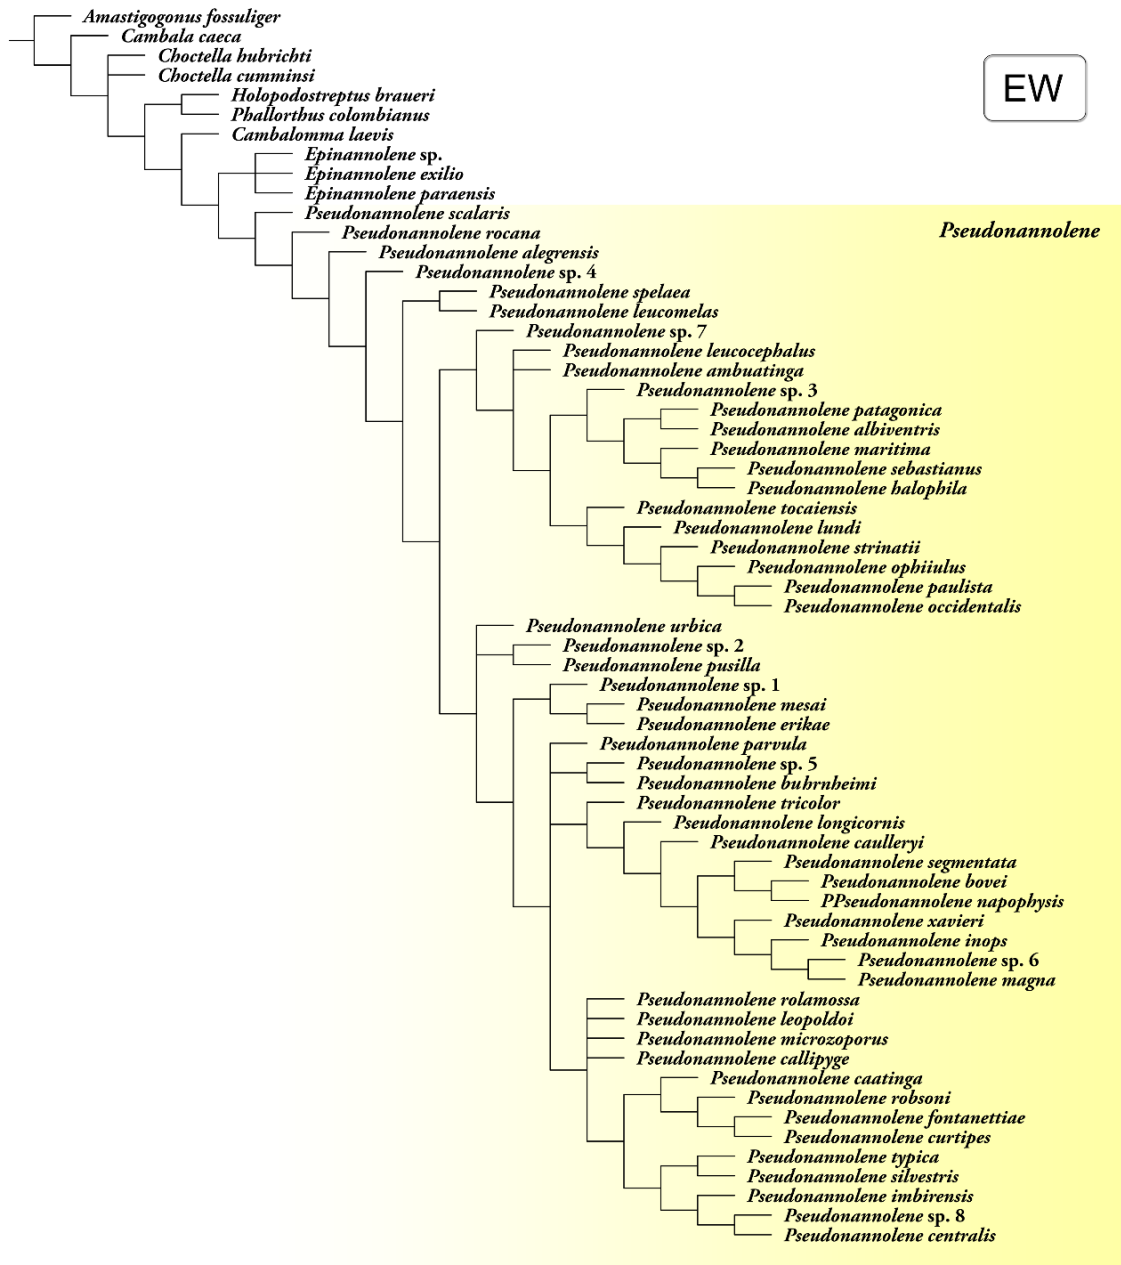 Amastigogonus fossuliger
Cambala caeca
Choctella hubrichti
Choctella cumminsi
EW
Holopodostreptus braueri
Phallorthus colombianus
Cambalomma laevis
Epinannolene sp.
Epinannolene exilio
Epinannolene paraensis
Pseudonannolene scalaris
Pseudonannolene
Pseudonannolene rocana
Pseudonannolene alegrensis
Pseudonannolene sp. 4
Pseudonannolene spelaea
Pseudonannolene leucomelas
Pseudonannolene sp. 7
Pseudonannolene leucocephalus
Pseudonannolene ambuatinga
Pseudonannolene sp. 3
Pseudonannolene patagonica
Pseudonannolene albiventris
Pseudonannolene maritima
Pseudonannolene sebastianus
Pseudonannolene halophila
Pseudonannolene tocaiensis
Pseudonannolene lundi
Pseudonannolene strinatii
Pseudonannolene ophiiulus
Pseudonannolene paulista
Pseudonannolene occidentalis
Pseudonannolene urbica
Pseudonannolene sp. 2
Pseudonannolene pusilla
Pseudonannolene sp. 1
Pseudonannolene mesai
Pseudonannolene erikae
Pseudonannolene parvula
Pseudonannolene sp. 5
Pseudonannolene buhrnheimi
Pseudonannolene tricolor
Pseudonannolene longicornis
Pseudonannolene caulleryi
Pseudonannolene segmentata
Pseudonannolene bovei
PPseudonannolene napophysis
Pseudonannolene xavieri
Pseudonannolene inops
Pseudonannolene sp. 6
Pseudonannolene magna
Pseudonannolene rolamossa
Pseudonannolene leopoldoi
Pseudonannolene microzoporus
Pseudonannolene callipyge
Pseudonannolene caatinga
Pseudonannolene robsoni
Pseudonannolene fontanettiae
Pseudonannolene curtipes
Pseudonannolene typica
Pseudonannolene silvestris
Pseudonannolene imbirensis
Pseudonannolene sp. 8
Pseudonannolene centralis